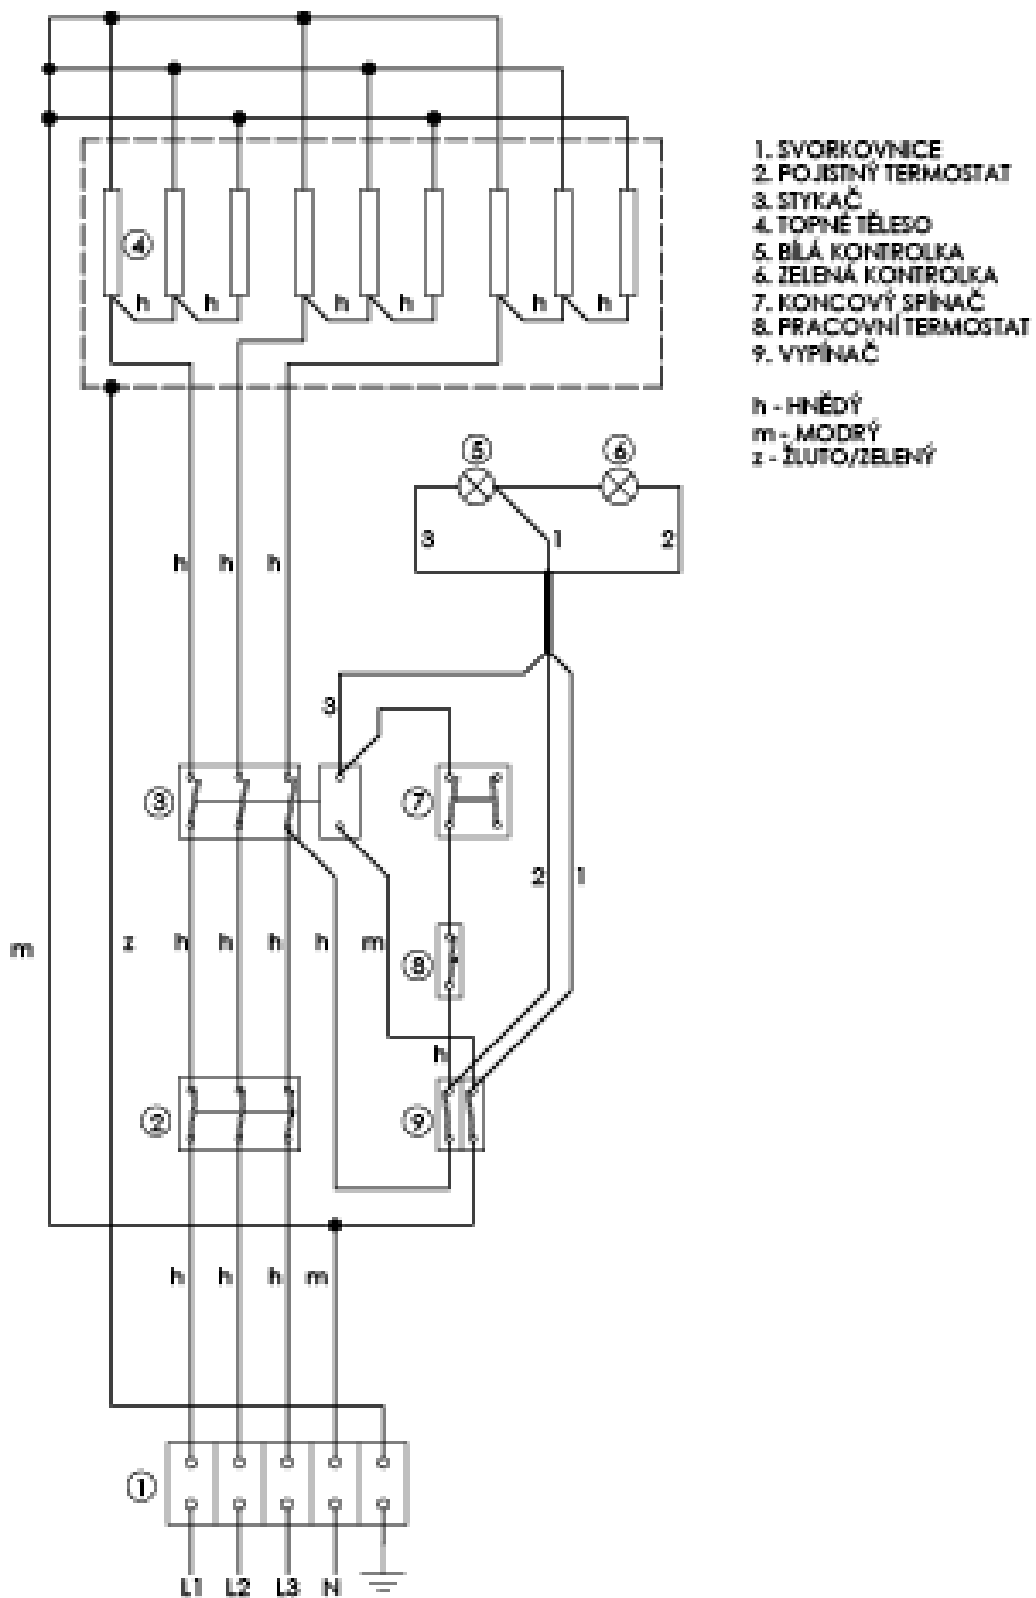 1. SVORKOVNICE
2. POJISTNÝ TERMOSTAT
3. STYKAČ
4. TOPNÉ TĚLESO
5. BÍLÁ KONTROLKA
6. ZELENÁ KONTROLKA
7. KONCOVÝ SPÍNAČ
8. PRACOVNÍ TERMOSTAT
9. VYPÍNAČ
h - HNĚDÝ
m - MODRÝ
z - ŽLUTO/ZELENÝ
4
h h h h h h
5 6
3 1 2
h h h
3
3 7
2 1
m z h h h h m 8
h
2 9
h h h m
1
L1 L2 L3 N